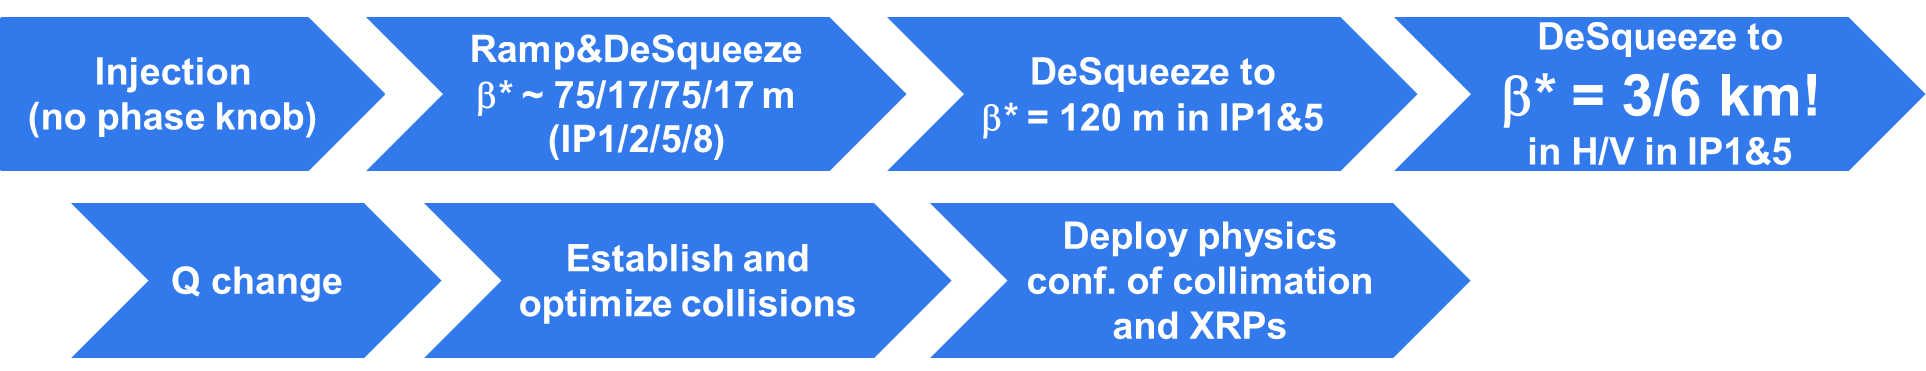 Injection
(no phase knob)
Ramp&DeSqueeze
β* ~ 75/17/75/17 m
(IP1/2/5/8)
DeSqueeze to
β* = 120 m in IP1&5
DeSqueeze to
β* = 3/6 km!
in H/V in IP1&5
Q change
Establish and
optimize collisions
Deploy physics
conf. of collimation
and XRPs